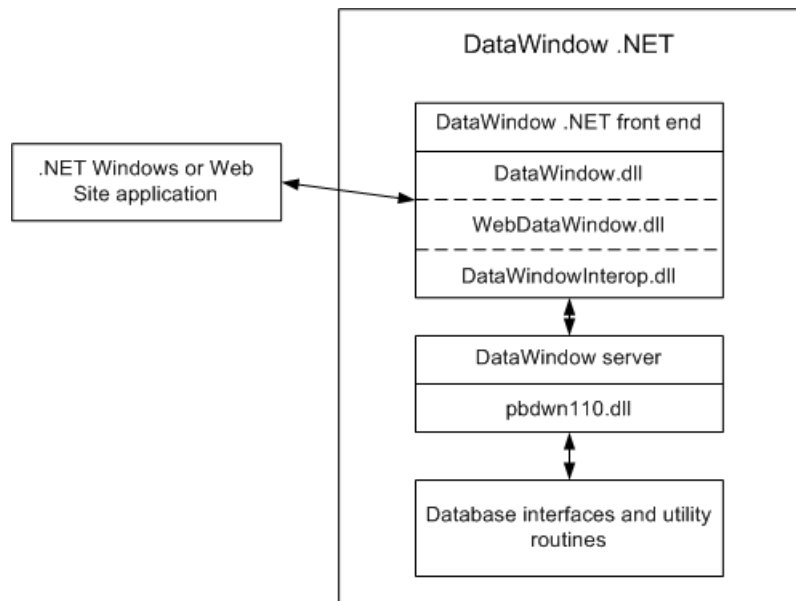 DataWindow .NET
DataWindow .NET front end
.NET Windows or Web
Site application
DataWindow.dll
WebDataWindow.dll
DataWindowInterop.dll
DataWindow server
pbdwn110.dll
Database interfaces and utility
routines